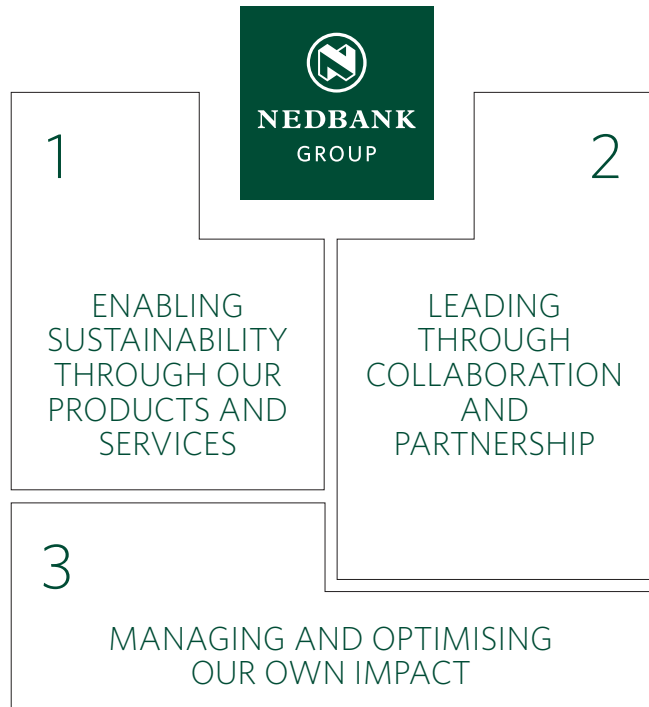 NEDBANK
GROUP
1
ENABLING
SUSTAINABILITY
THROUGH OUR
PRODUCTS AND
SERVICES
2
LEADING
THROUGH
COLLABORATION
AND
PARTNERSHIP
3
MANAGING AND OPTIMISING
OUR OWN IMPACT